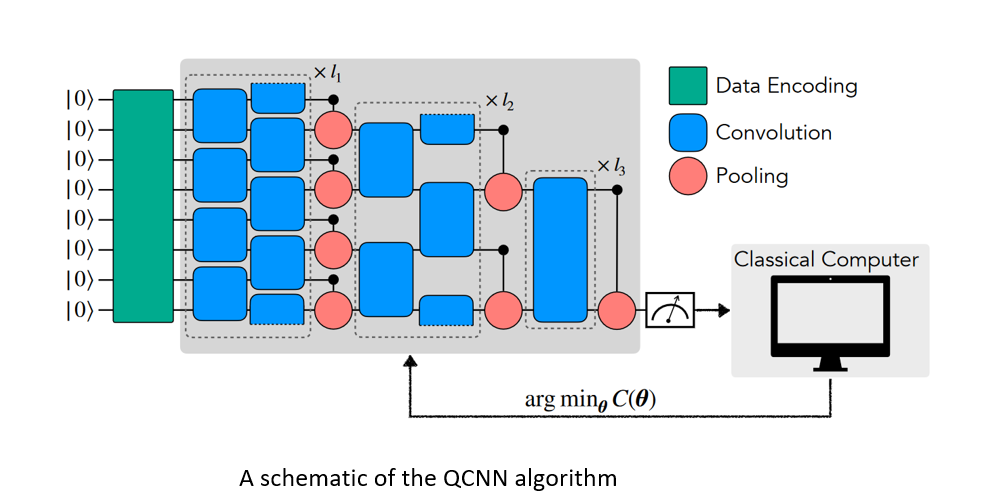 × l₁
|0⟩
|0⟩
|0⟩
|0⟩
|0⟩
|0⟩
|0⟩
|0⟩
× l₂
× l₃
Data Encoding
Convolution
Pooling
Classical Computer
arg min_θ C(θ)
A schematic of the QCNN algorithm